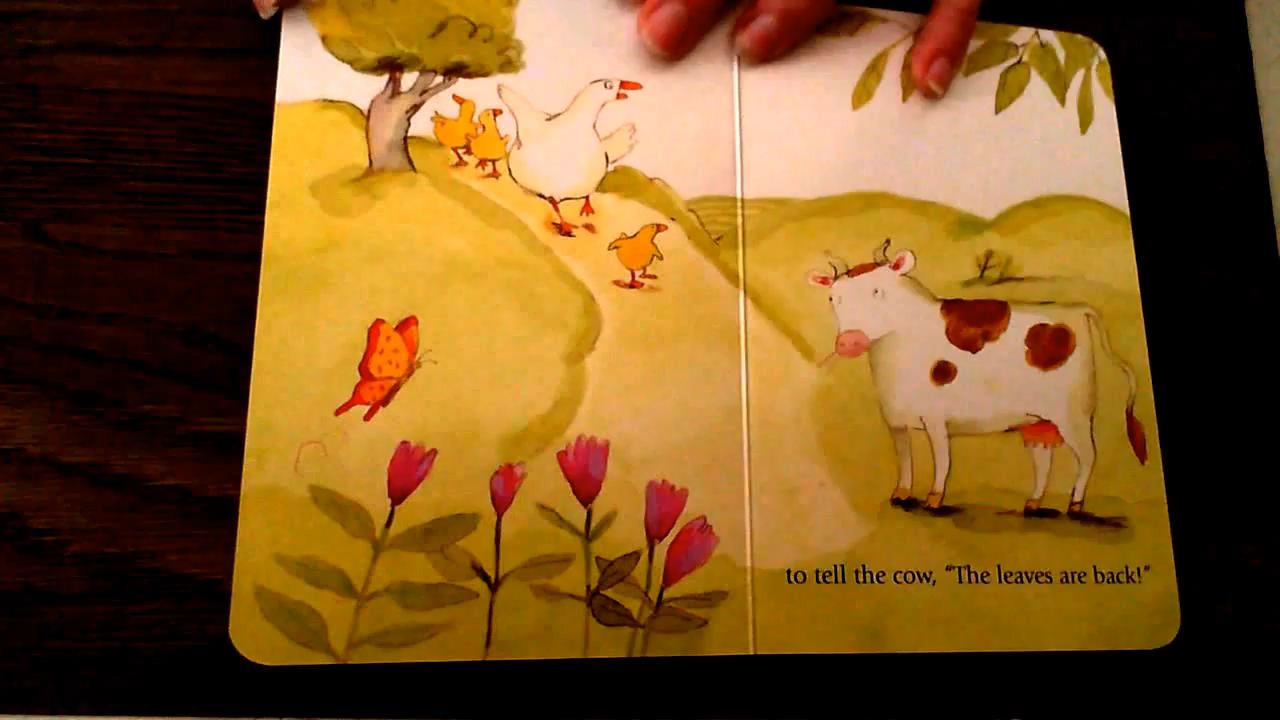 to tell the cow, “The leaves are back!”